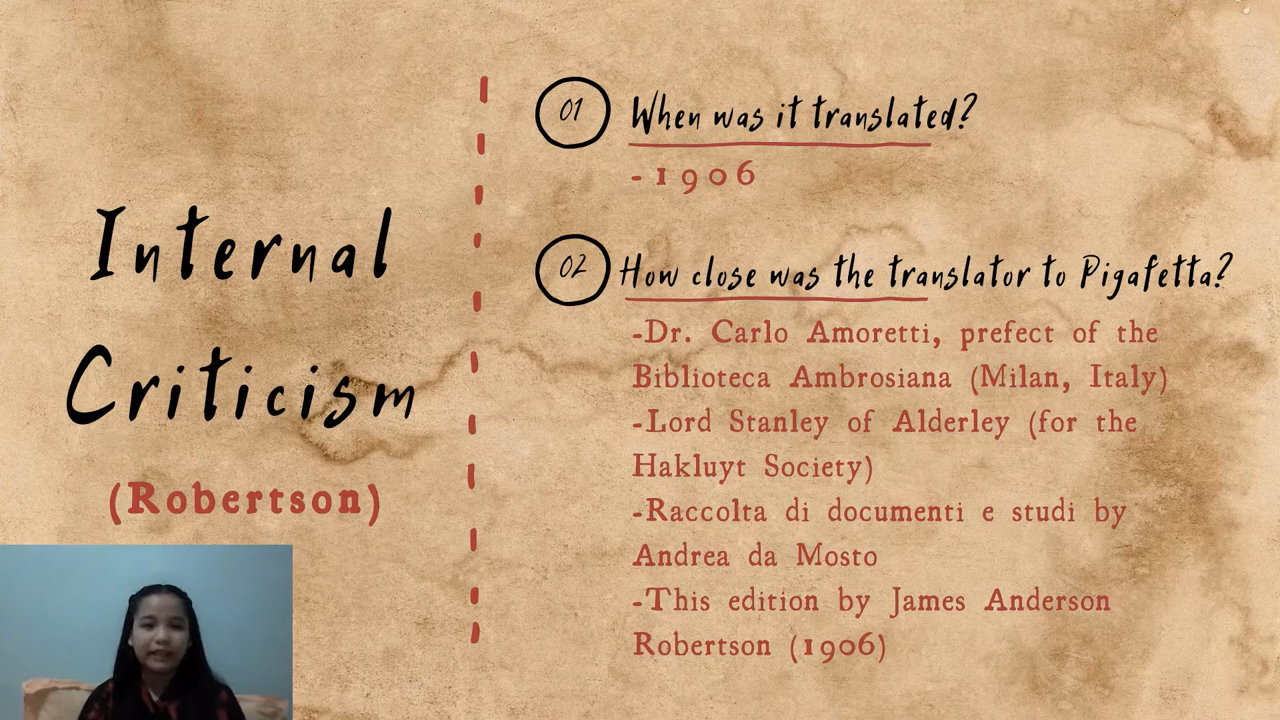 Internal
Criticism
(Robertson)
01
When was it translated?
-1906
02
How close was the translator to Pigafetta?
-Dr. Carlo Amoretti, prefect of the
Biblioteca Ambrosiana (Milan, Italy)
-Lord Stanley of Alderley (for the
Hakluyt Society)
-Raccolta di documenti e studi by
Andrea da Mosto
-This edition by James Anderson
Robertson (1906)